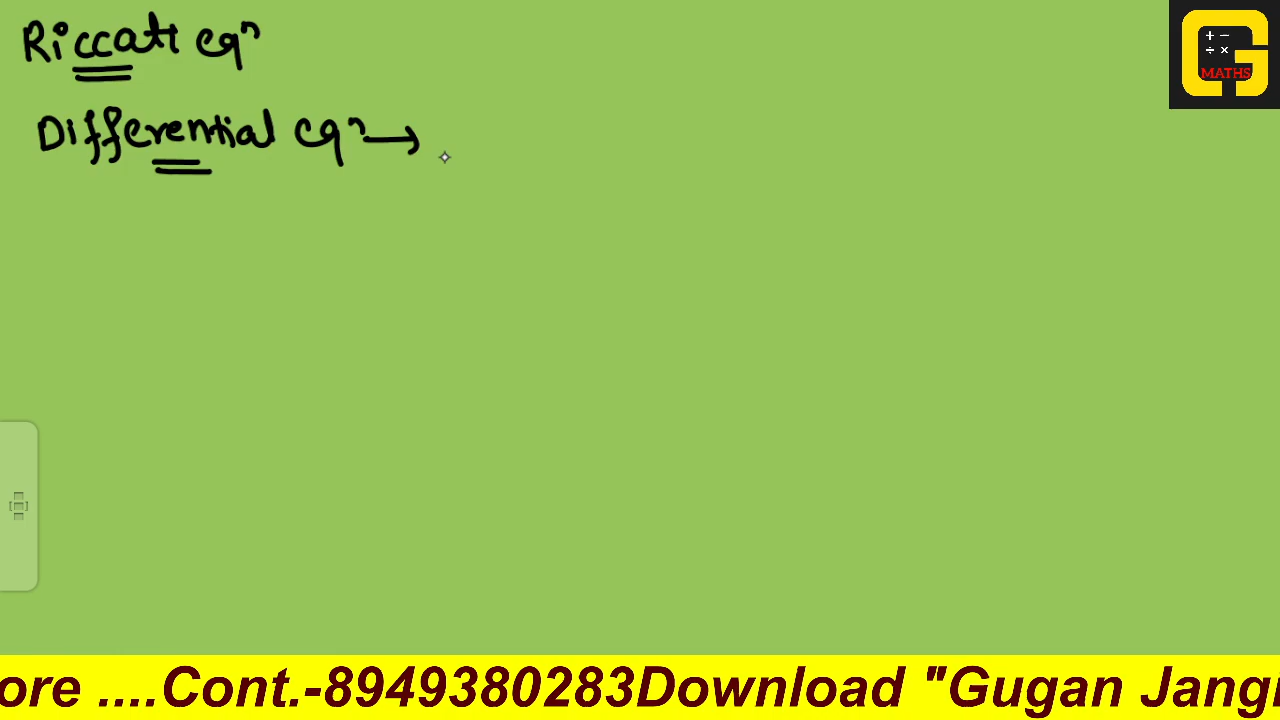 Riccati eqⁿ
Differential eqⁿ →
+ −
÷ ×
G
MATHS
ore ....Cont.-8949380283Download "Gugan Jang